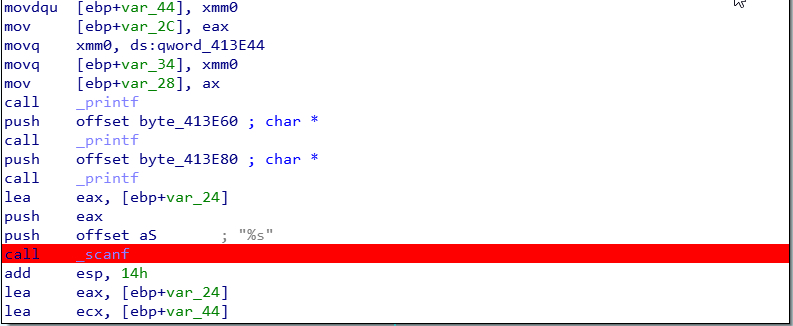 movdqu [ebp+var_44], xmm0
mov [ebp+var_2C], eax
movq xmm0, ds:qword_413E44
movq [ebp+var_34], xmm0
mov [ebp+var_28], ax
call _printf
push offset byte_413E60 ; char *
call _printf
push offset byte_413E80 ; char *
call _printf
lea eax, [ebp+var_24]
push eax
push offset aS ; "%s"
call _scanf
add esp, 14h
lea eax, [ebp+var_24]
lea ecx, [ebp+var_44]